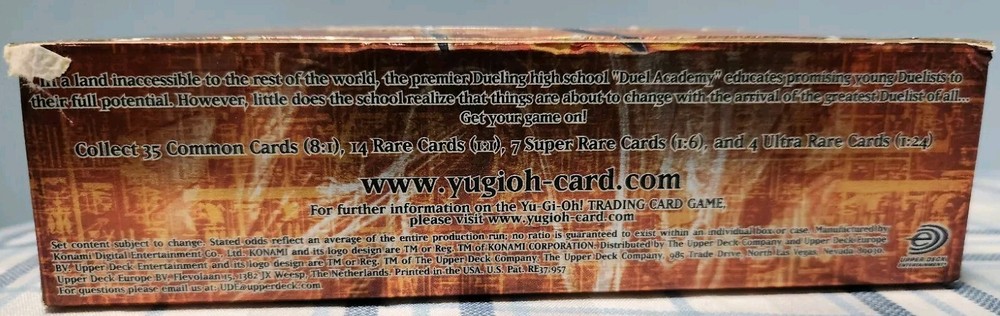 In a land inaccessible to the rest of the world, the premier Dueling high school "Duel Academy" educates promising young Duelists to
their full potential. However, little does the school realize that things are about to change with the arrival of the greatest Duelist of all...
Get your game on!
Collect 35 Common Cards (8:1), 14 Rare Cards (1:1), 7 Super Rare Cards (1:6), and 4 Ultra Rare Cards (1:24)
www.yugioh-card.com
For further information on the Yu-Gi-Oh! TRADING CARD GAME,
please visit www.yugioh-card.com
Set content subject to change. Stated odds reflect an average of the entire production run; no ratio is guaranteed to exist within an individual box or case. Manufactured by
Konami Digital Entertainment Co., Ltd. KONAMI and its logo design are TM or Reg. TM of KONAMI CORPORATION. Distributed by The Upper Deck Company and Upper Deck Europe
BV. Upper Deck Entertainment and its logo design are TM or Reg. TM of The Upper Deck Company. The Upper Deck Company, 985 Trade Drive, North Las Vegas, Nevada 89030.
Upper Deck Europe BV, Flevolaan 15, 1382 JX Weesp, The Netherlands. Printed in the USA. U.S. Pat. RE37,957
For questions please email us at: UDE@upperdeck.com
UPPER DECK
ENTERTAINMENT